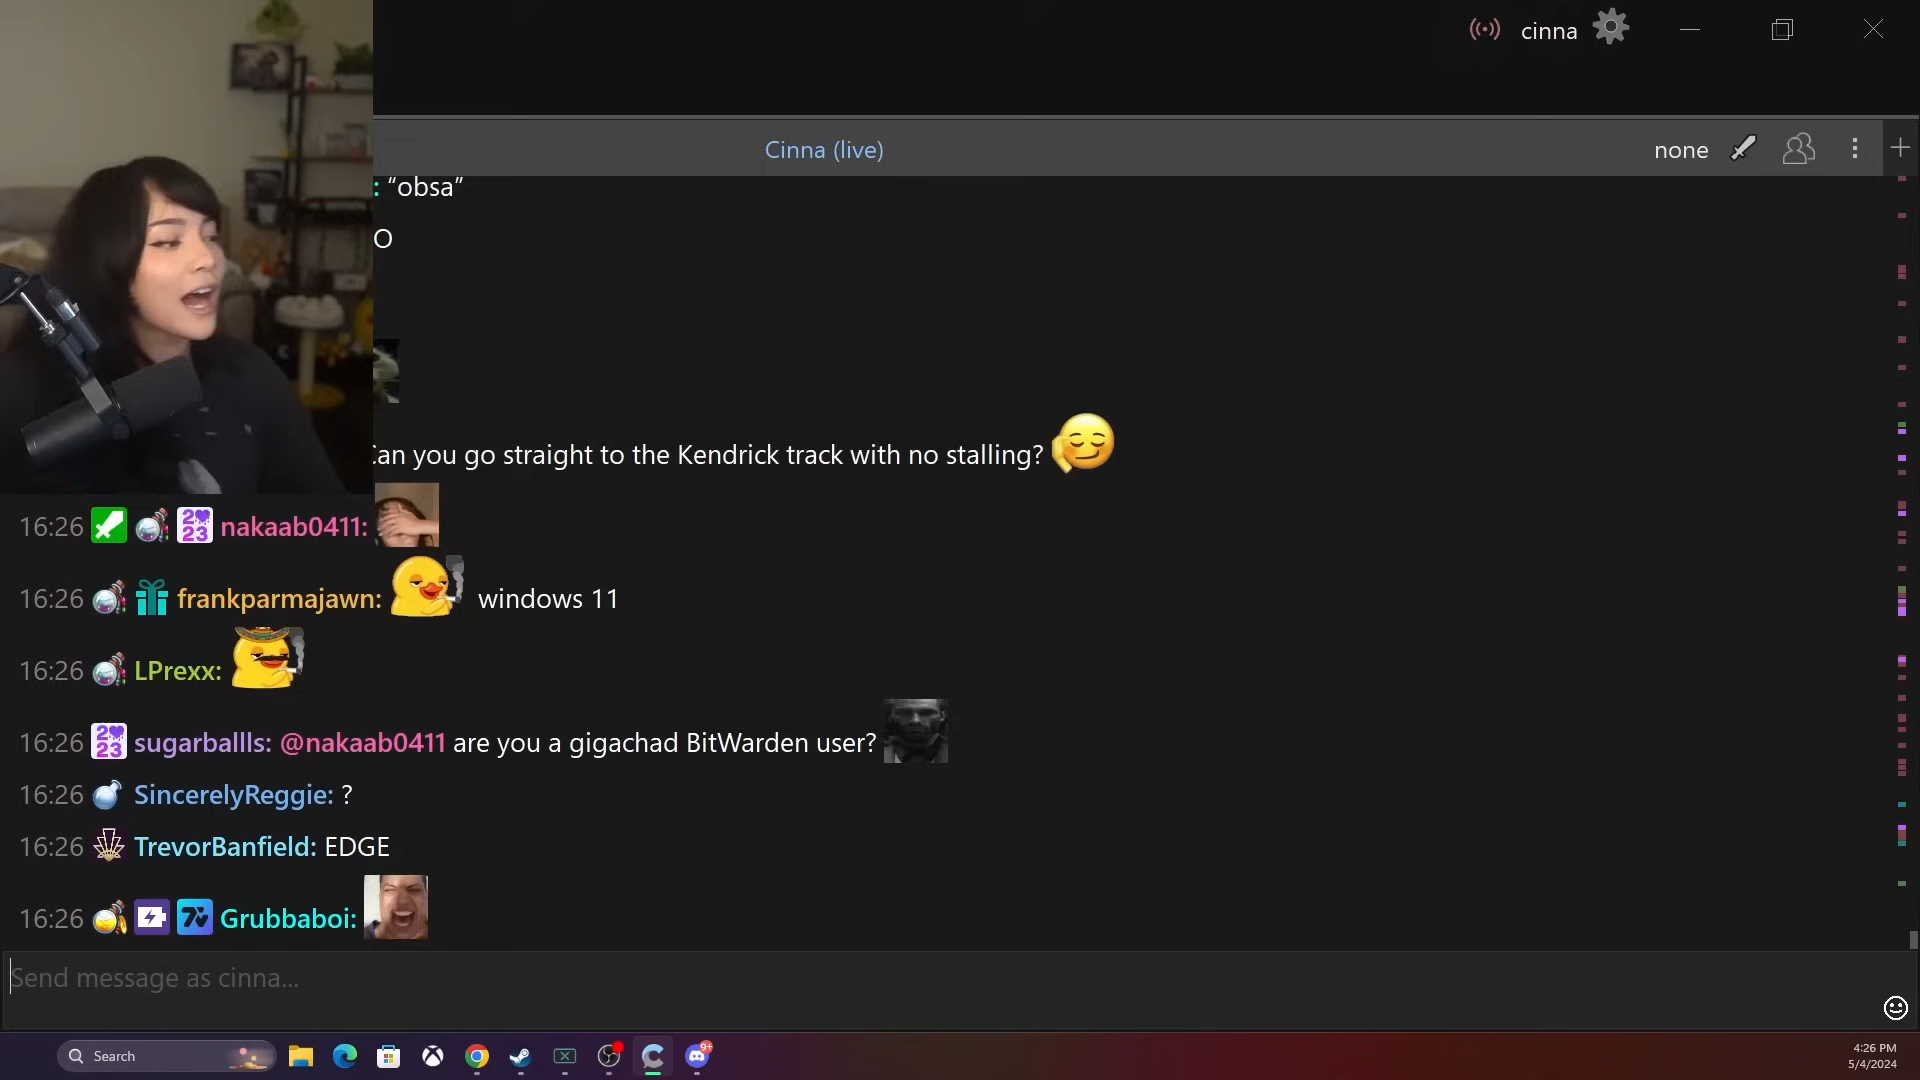 cinna
Cinna (live)
none
: “obsa”
O
Can you go straight to the Kendrick track with no stalling?
16:26 nakaab0411:
16:26 frankparmajawn: windows 11
16:26 LPrexx:
16:26 sugarballls: @nakaab0411 are you a gigachad BitWarden user?
16:26 SincerelyReggie: ?
16:26 TrevorBanfield: EDGE
16:26 Grubbaboi:
Send message as cinna...
Search
9+
4:26 PM
5/4/2024